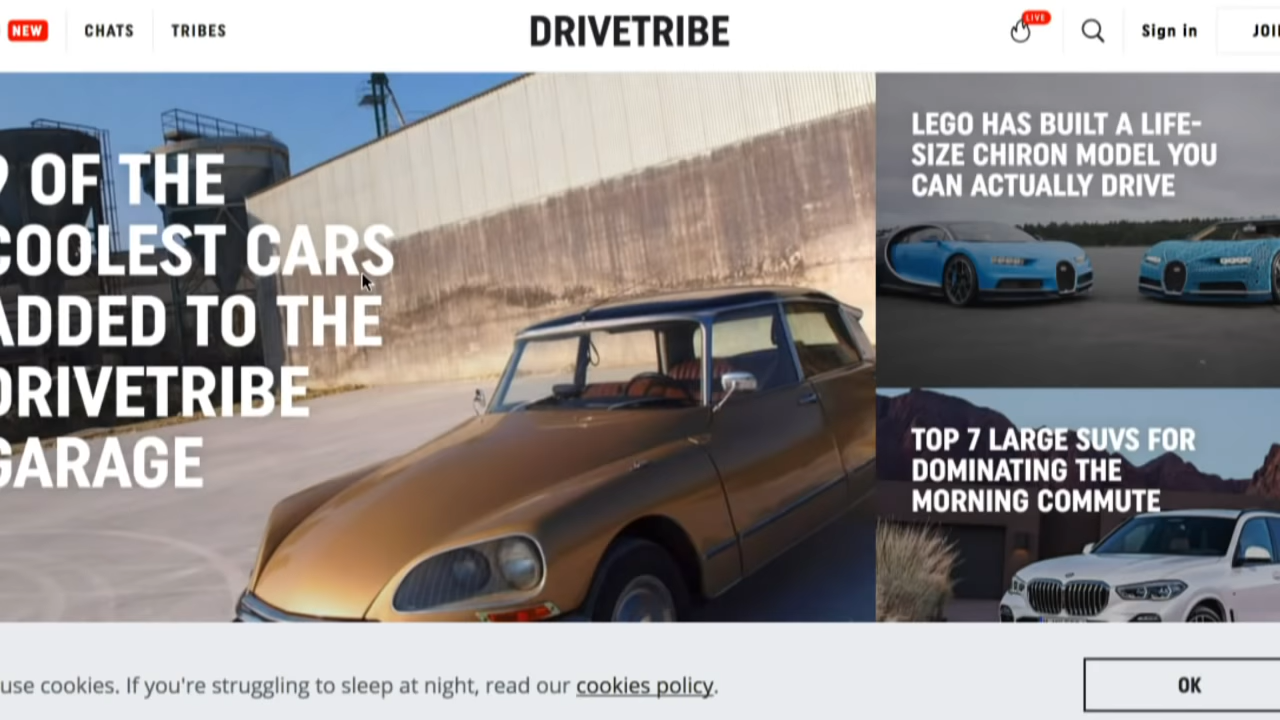 NEW CHATS TRIBES DRIVETRIBE LIVE Sign in
OF THE
COOLEST CARS
ADDED TO THE
DRIVETRIBE
GARAGE
LEGO HAS BUILT A LIFE-
SIZE CHIRON MODEL YOU
CAN ACTUALLY DRIVE
TOP 7 LARGE SUVS FOR
DOMINATING THE
MORNING COMMUTE
use cookies. If you're struggling to sleep at night, read our cookies policy.
OK